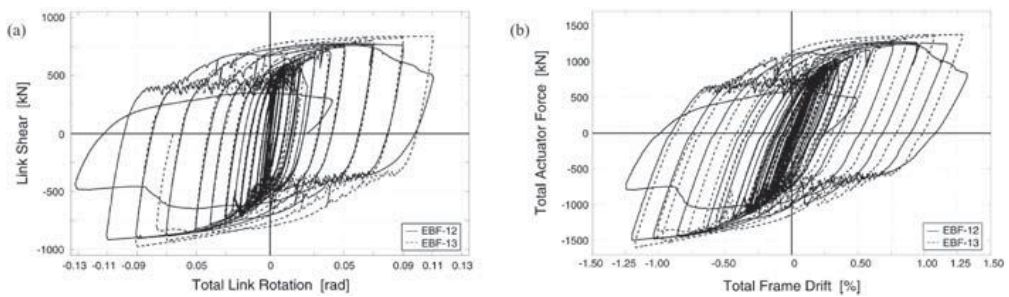 (a)
1000
500
0
-500
-1000
Link Shear [kN]
-0.13 -0.11 -0.09 0.05 0 0.05 0.09 0.11 0.13
Total Link Rotation [rad]
EBF-12
EBF-13
(b)
1500
1000
500
0
-500
-1000
-1500
Total Actuator Force [kN]
-1.50 -1.00 -0.50 0 0.50 1.00 1.25 1.50
Total Frame Drift [%]
EBF-12
EBF-13